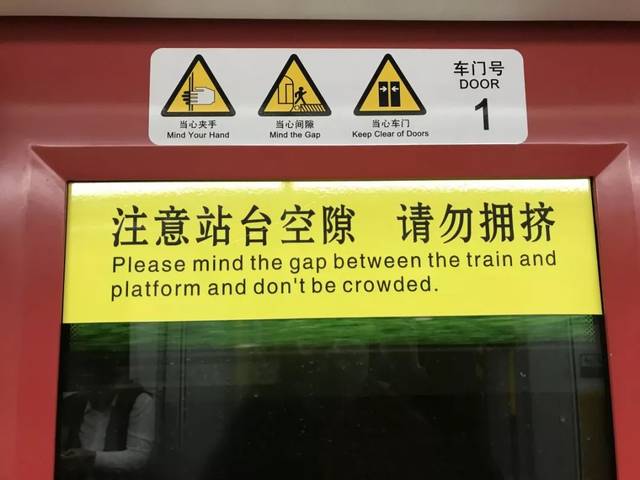 当心夹手
Mind Your Hand
当心间隙
Mind the Gap
当心车门
Keep Clear of Doors
车门号
DOOR
1
注意站台空隙 请勿拥挤
Please mind the gap between the train and
platform and don't be crowded.